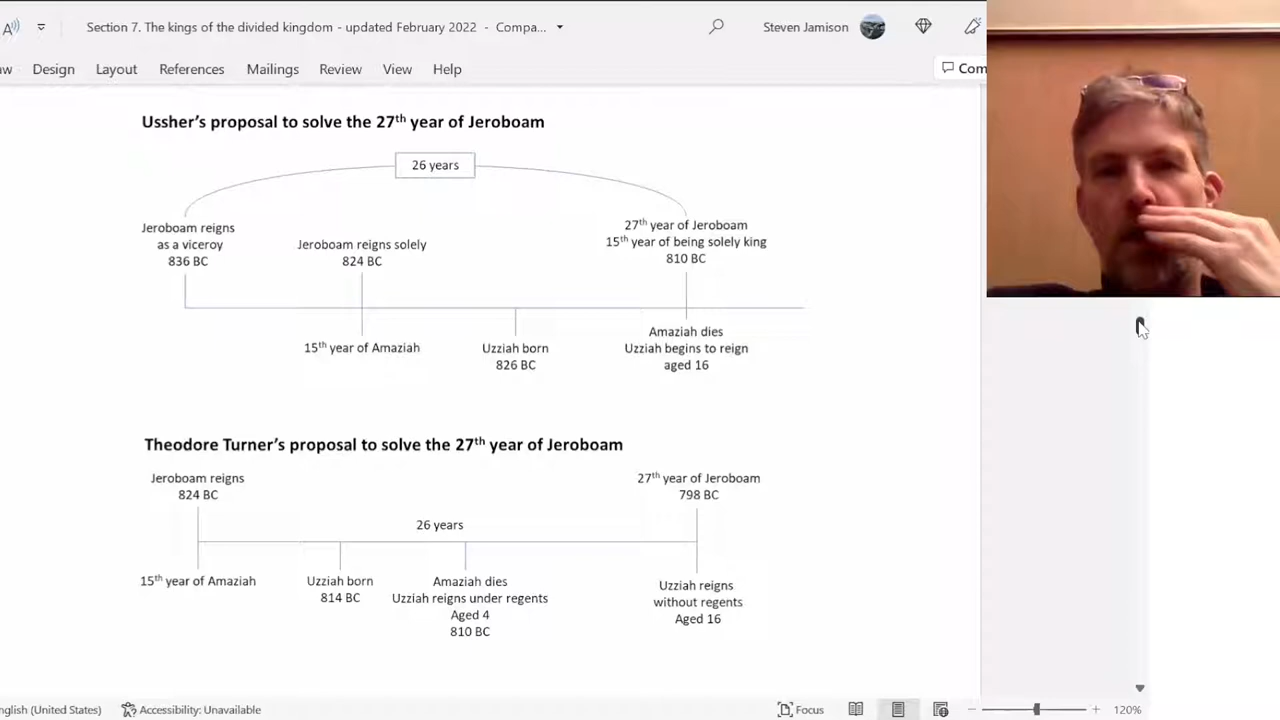 Section 7. The kings of the divided kingdom - updated February 2022 - Compa...
Steven Jamison
Design Layout References Mailings Review View Help
Com
Ussher's proposal to solve the 27th year of Jeroboam
26 years
Jeroboam reigns
as a viceroy
836 BC
Jeroboam reigns solely
824 BC
27th year of Jeroboam
15th year of being solely king
810 BC
15th year of Amaziah
Uzziah born
826 BC
Amaziah dies
Uzziah begins to reign
aged 16
Theodore Turner's proposal to solve the 27th year of Jeroboam
Jeroboam reigns
824 BC
27th year of Jeroboam
798 BC
26 years
15th year of Amaziah
Uzziah born
814 BC
Amaziah dies
Uzziah reigns under regents
Aged 4
810 BC
Uzziah reigns
without regents
Aged 16
nglish (United States)
Accessibility: Unavailable
Focus
120%